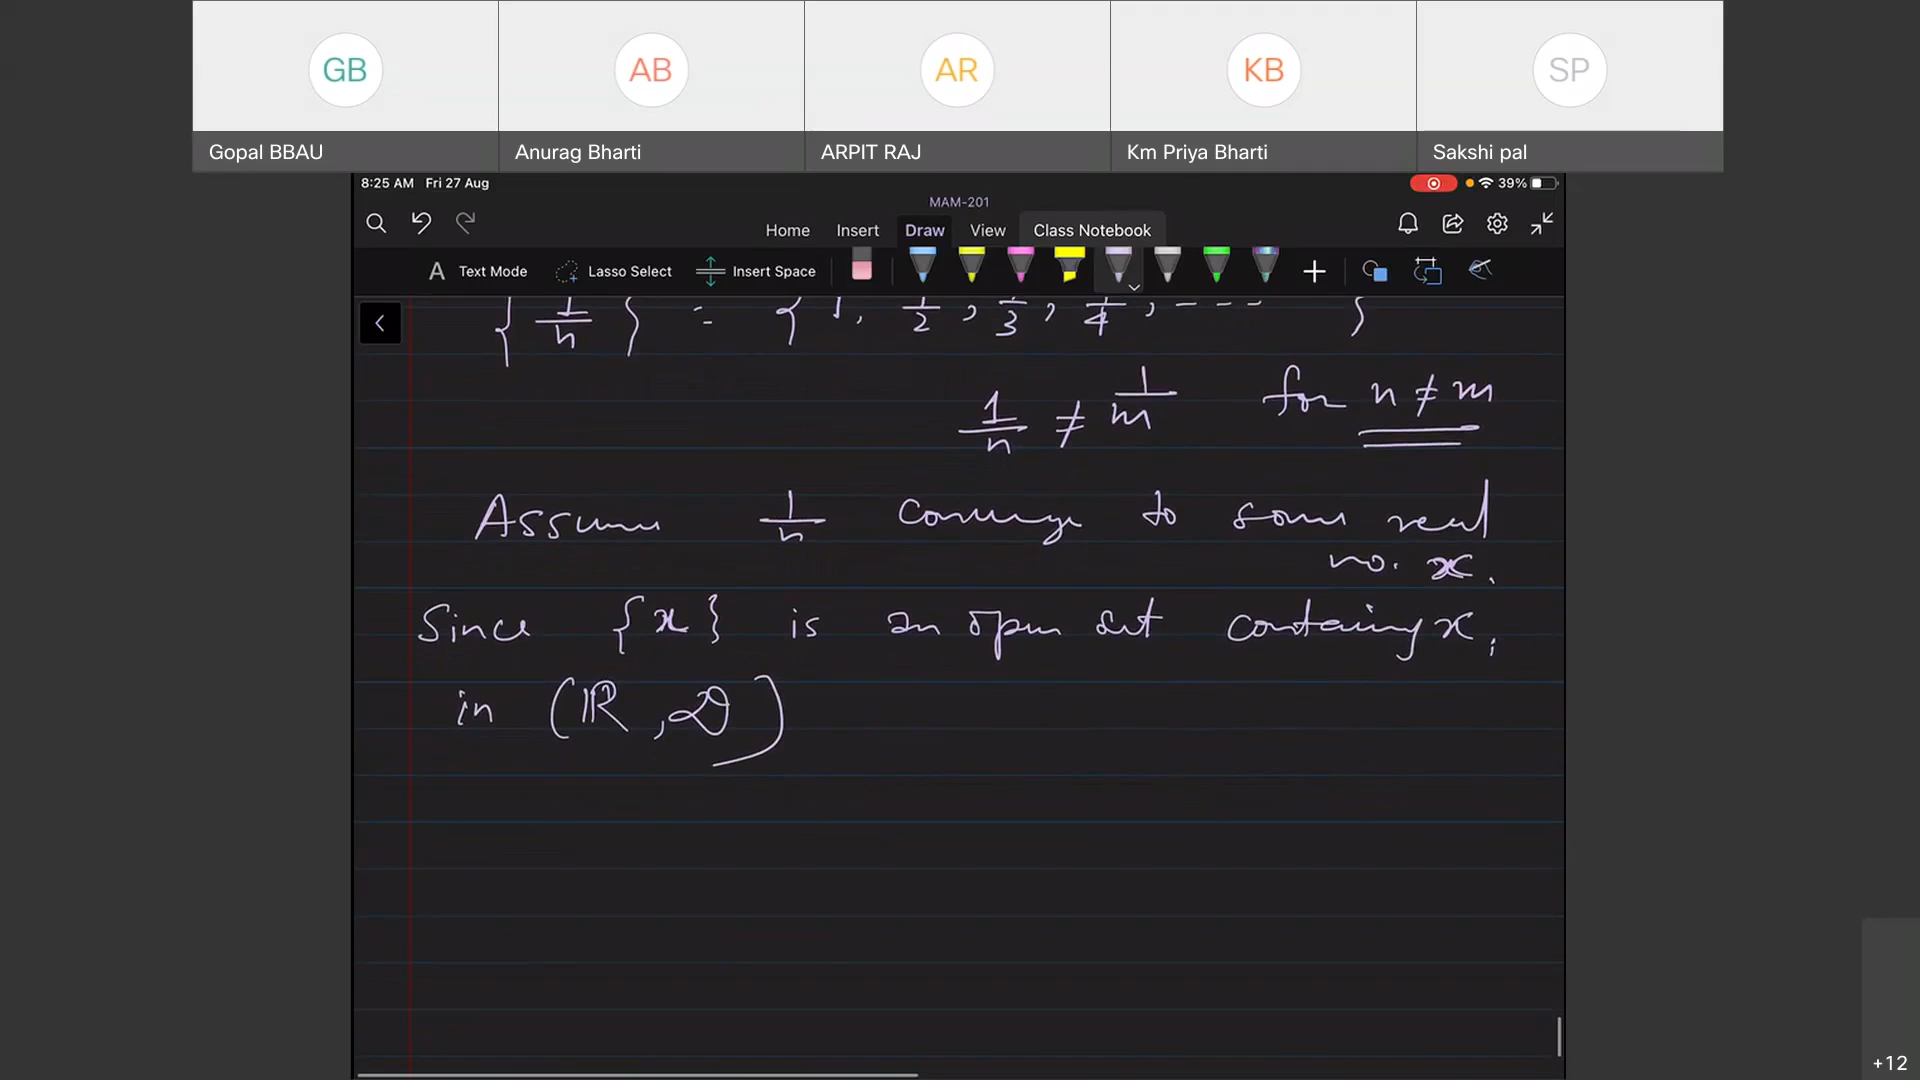 GB AB AR KB SP
Gopal BBAU Anurag Bharti ARPIT RAJ Km Priya Bharti Sakshi pal
8:25 AM Fri 27 Aug 39%
MAM-201
Home Insert Draw View Class Notebook
A Text Mode Lasso Select Insert Space
{ 1/n } = { 1, 1/2, 1/3, 1/4, --- }
1/n ≠ 1/m for n ≠ m
Assume 1/n converge to some real
no. x.
Since {x} is an open set containing x,
in (ℝ, 𝒟)
+12